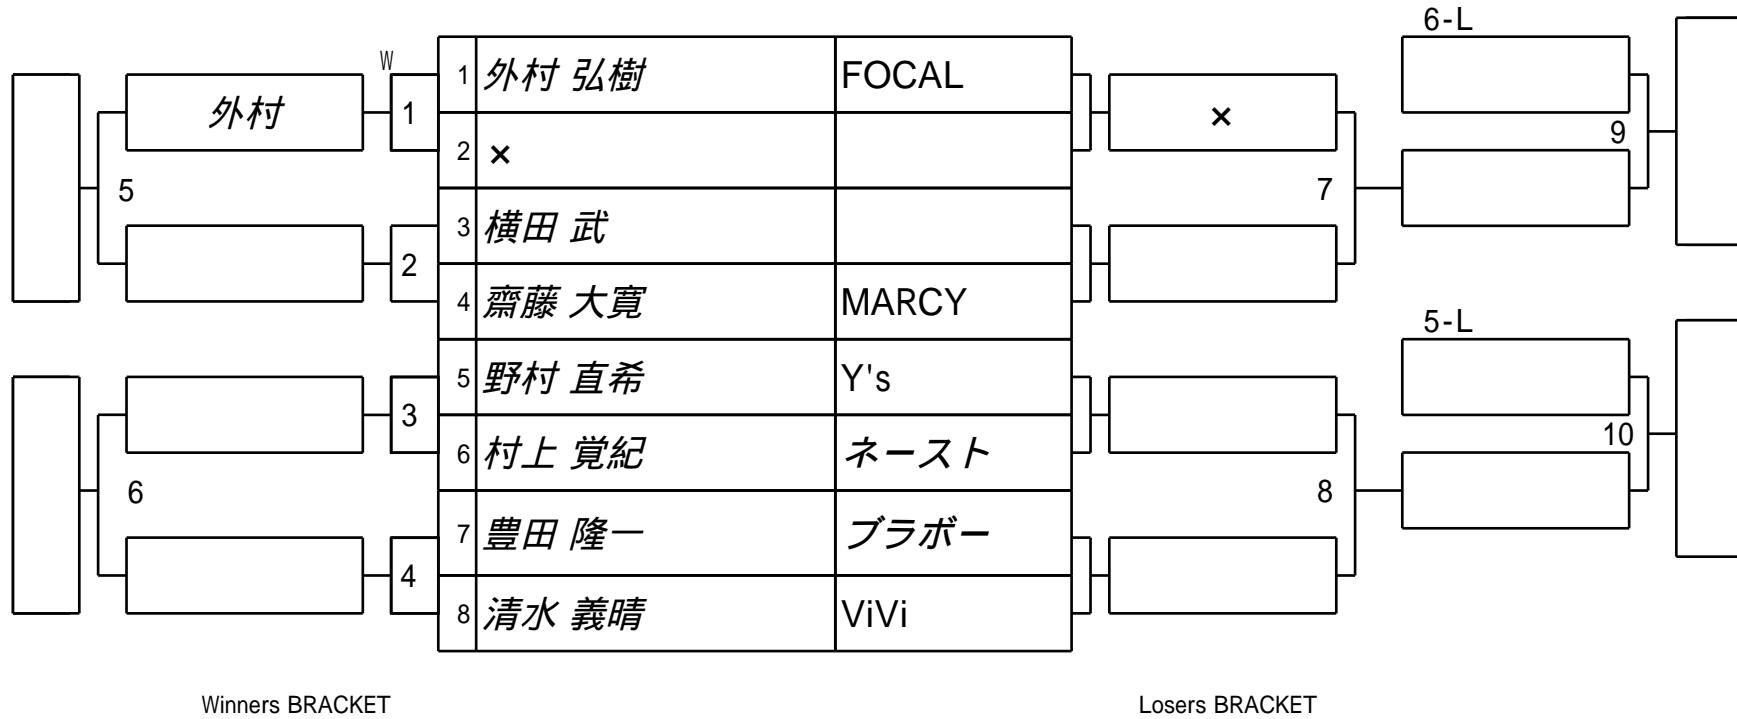 6-L
W
1 外村 弘樹 FOCAL
外村 1 × 9
2 ×
5 7
3 横田 武
2
4 齋藤 大寛 MARCY
5-L
5 野村 直希 Y's
3 10
6 村上 覚紀 ネースト
6 8
7 豊田 隆一 ブラボー
4
8 清水 義晴 ViVi
Winners BRACKET Losers BRACKET